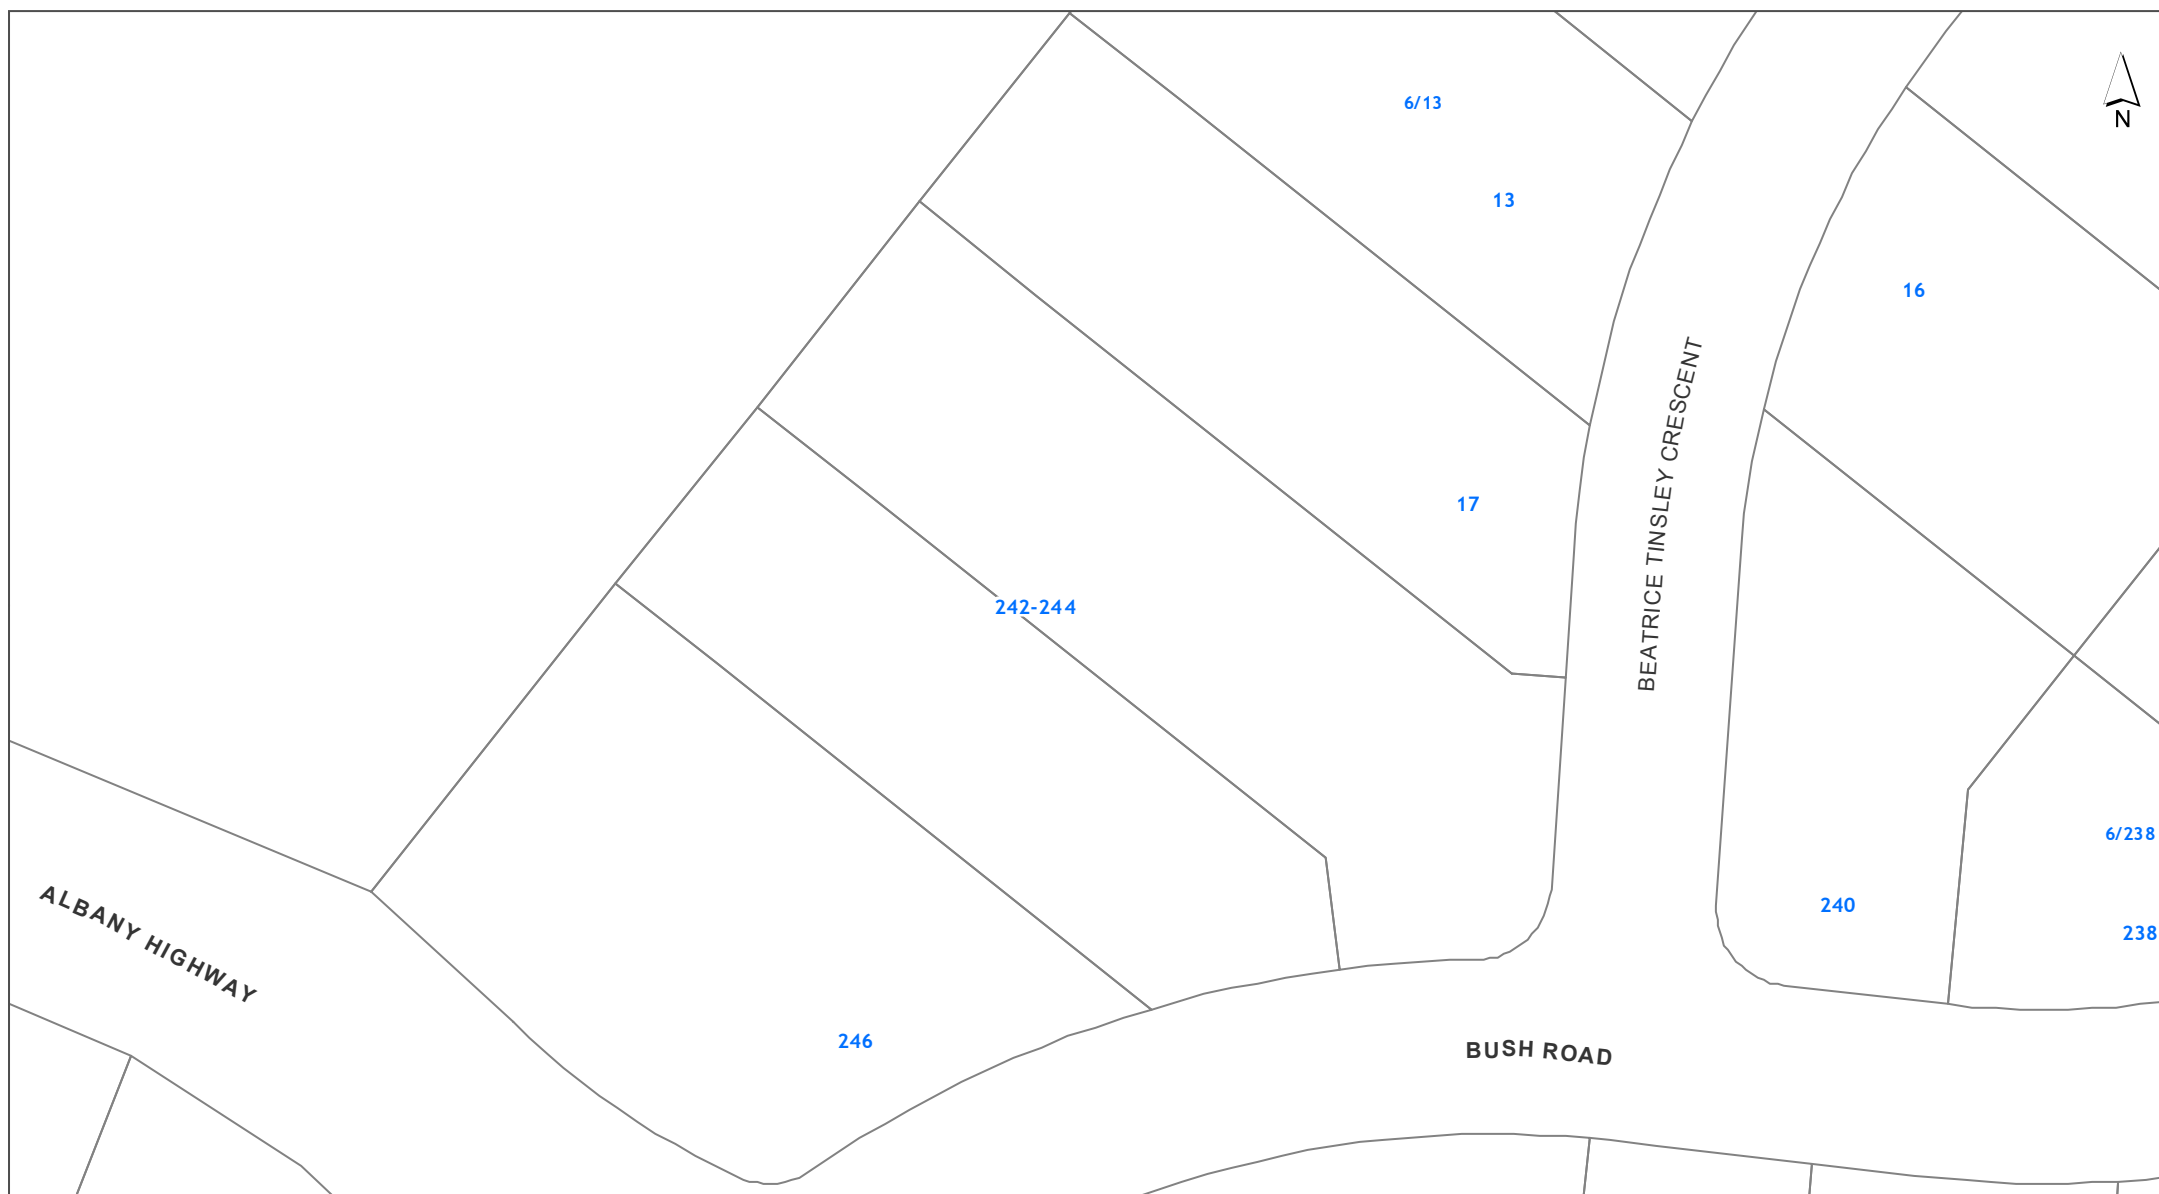 6/13
N
13
16
BEATRICE TINSLEY CRESCENT
17
242-244
6/238
ALBANY HIGHWAY
240
238
246
BUSH ROAD